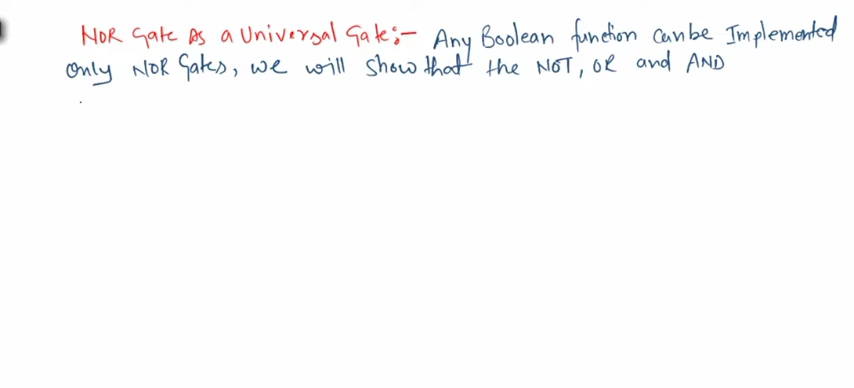 NOR Gate As a Universal Gate:- Any Boolean function can be Implemented
only NOR Gates, we will show that the NOT, OR and AND